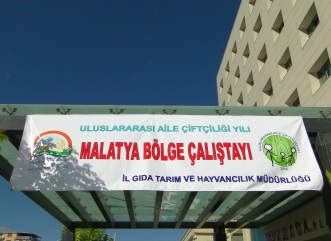 ULUSLARARASI AİLE ÇİFTÇİLİĞİ YILI
MALATYA BÖLGE ÇALIŞTAYI
İL GIDA TARIM VE HAYVANCILIK MÜDÜRLÜĞÜ